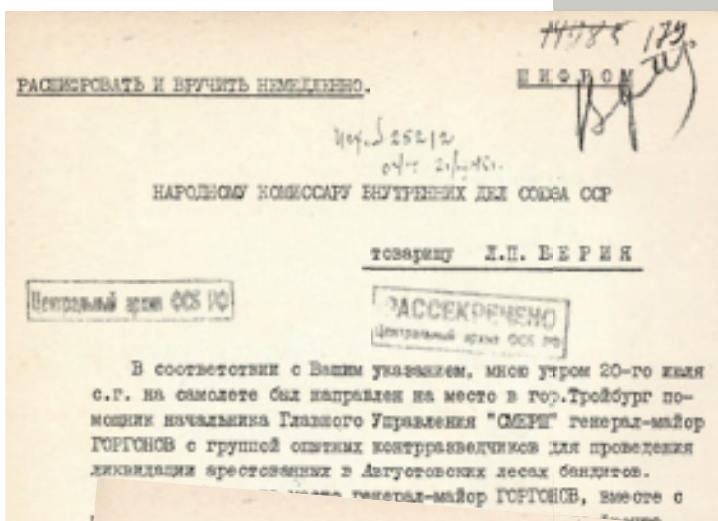 179
РАСШИФРОВАТЬ И ВРУЧИТЬ НЕМЕДЛЕННО.
ШИФРОМ
НАРОДНОМУ КОМИССАРУ ВНУТРЕННИХ ДЕЛ СОЮЗА ССР
товарищу Л.П. БЕРИЯ
Центральный архив ФСБ РФ
РАССЕКРЕЧЕНО
Центральный архив ФСБ РФ
В соответствии с Вашим указанием, мною утром 20-го июля
с.г. на самолете был направлен на место в гор.Тройбург по-
мощник начальника Главного Управления "СМЕРШ" генерал-майор
ГОРГОНОВ с группой опытных контрразведчиков для проведения
ликвидации арестованных в Августовских лесах бандитов.
генерал-майор ГОРГОНОВ, вместе с